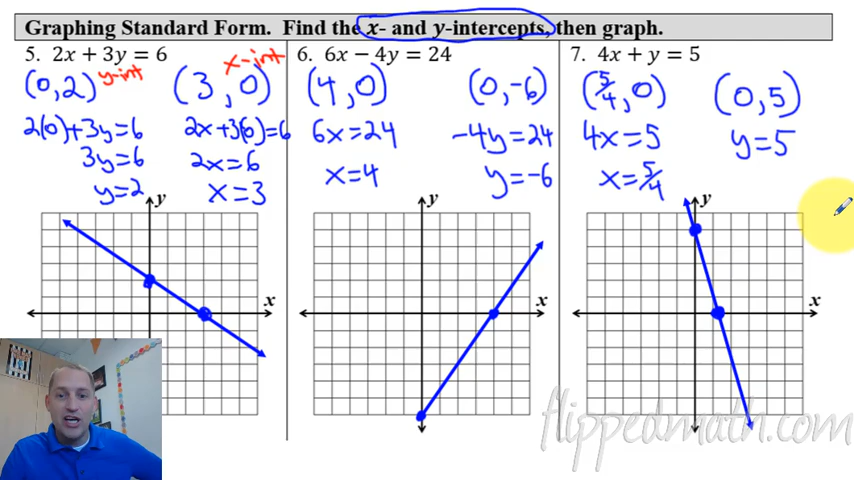 Graphing Standard Form. Find the x- and y-intercepts, then graph.
5. 2x + 3y = 6
(0,2) y-int
x-int
(3,0)
2(0)+3y=6
2x+3(0)=6
3y=6
2x=6
y=2
x=3
y
x
6. 6x − 4y = 24
(4,0)
(0,-6)
6x=24
-4y=24
x=4
y=-6
y
x
7. 4x + y = 5
(5/4,0)
(0,5)
4x=5
y=5
x=5/4
y
x
flippedmath.com